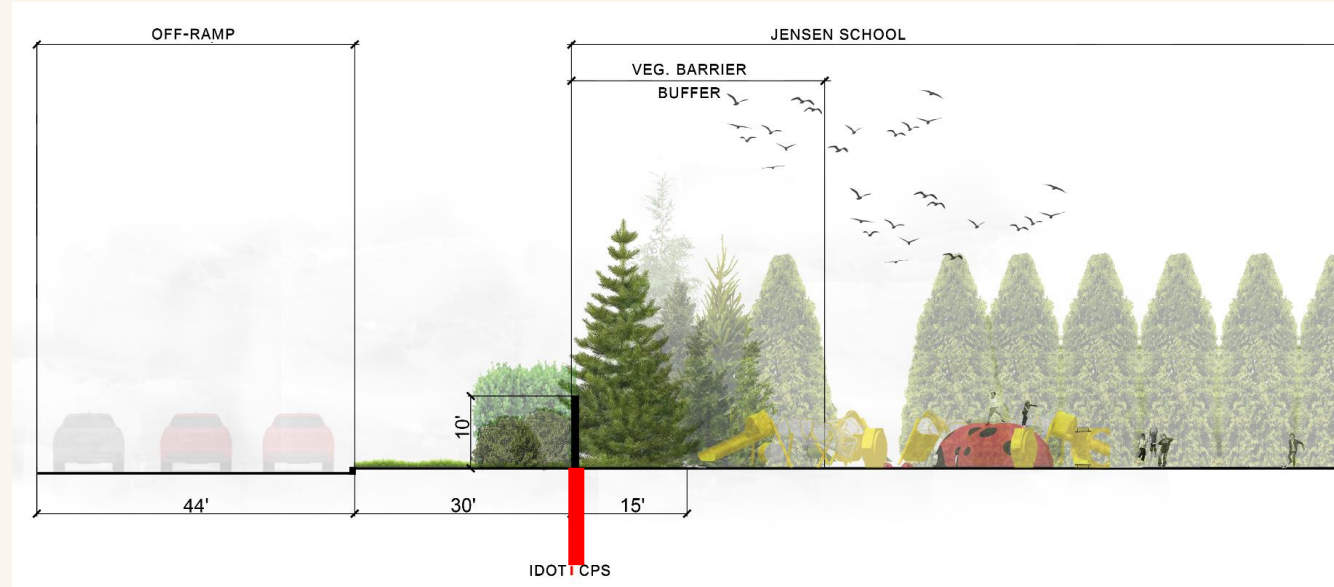 OFF-RAMP
JENSEN SCHOOL
VEG. BARRIER
BUFFER
10'
44'
30'
15'
IDOT CPS